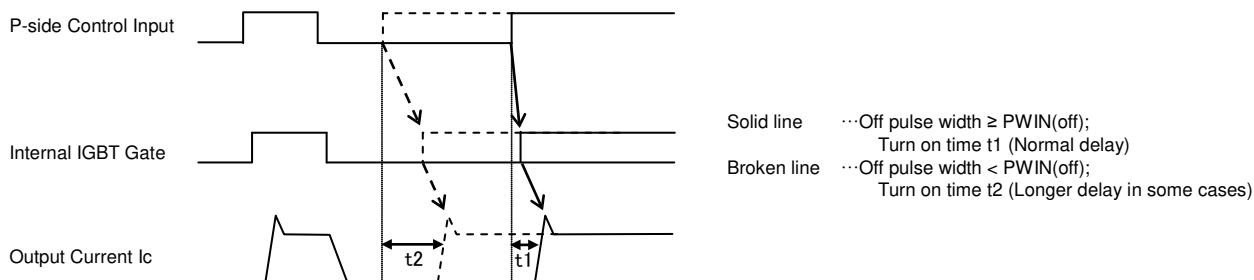 P-side Control Input
Internal IGBT Gate
Output Current Ic
t2
t1
Solid line …Off pulse width ≥ PWIN(off);
Turn on time t1 (Normal delay)
Broken line …Off pulse width < PWIN(off);
Turn on time t2 (Longer delay in some cases)